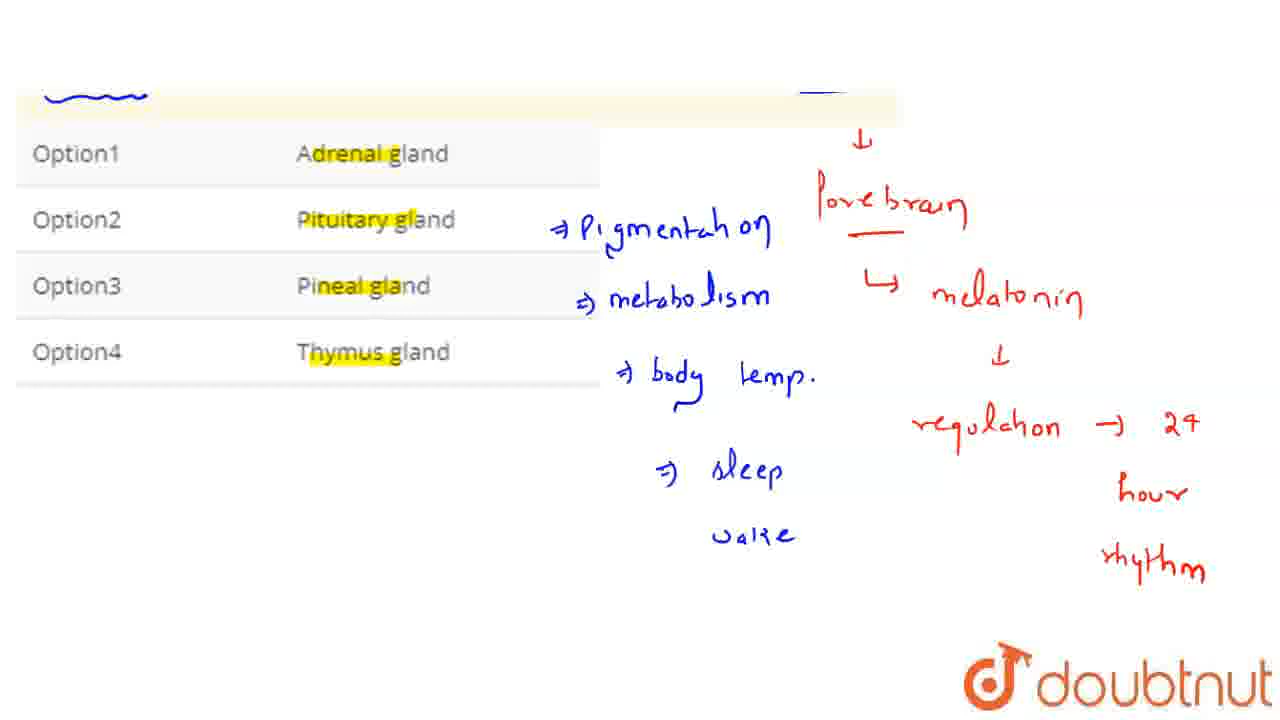 Option1 Adrenal gland
Option2 Pituitary gland
Option3 Pineal gland
Option4 Thymus gland
⇒ Pigmentation
⇒ metabolism
⇒ body temp.
⇒ sleep
wake
↓
forebrain
↳ melatonin
↓
regulation → 24
hour
rhythm
doubtnut